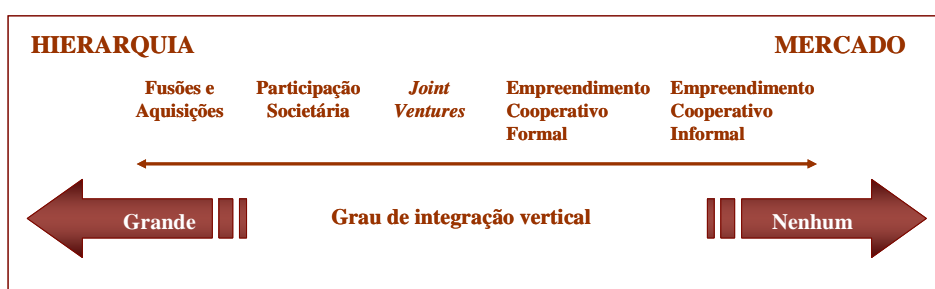 HIERARQUIA
MERCADO
Fusões e
Aquisições
Participação
Societária
Joint
Ventures
Empreendimento
Cooperativo
Formal
Empreendimento
Cooperativo
Informal
Grande
Grau de integração vertical
Nenhum